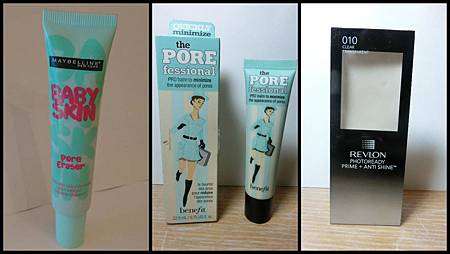 MAYBELLINE
NEW YORK
BABY
SKIN
Pore
Eraser
QUICKLY
minimize
the
PORE
fessional
PRO balm to minimize
the appearance of pores
benefit
the
PORE
fessional
PRO balm to minimize
the appearance of pores
benefit
010
CLEAR
REVLON
PHOTOREADY
PRIME + ANTI SHINE™